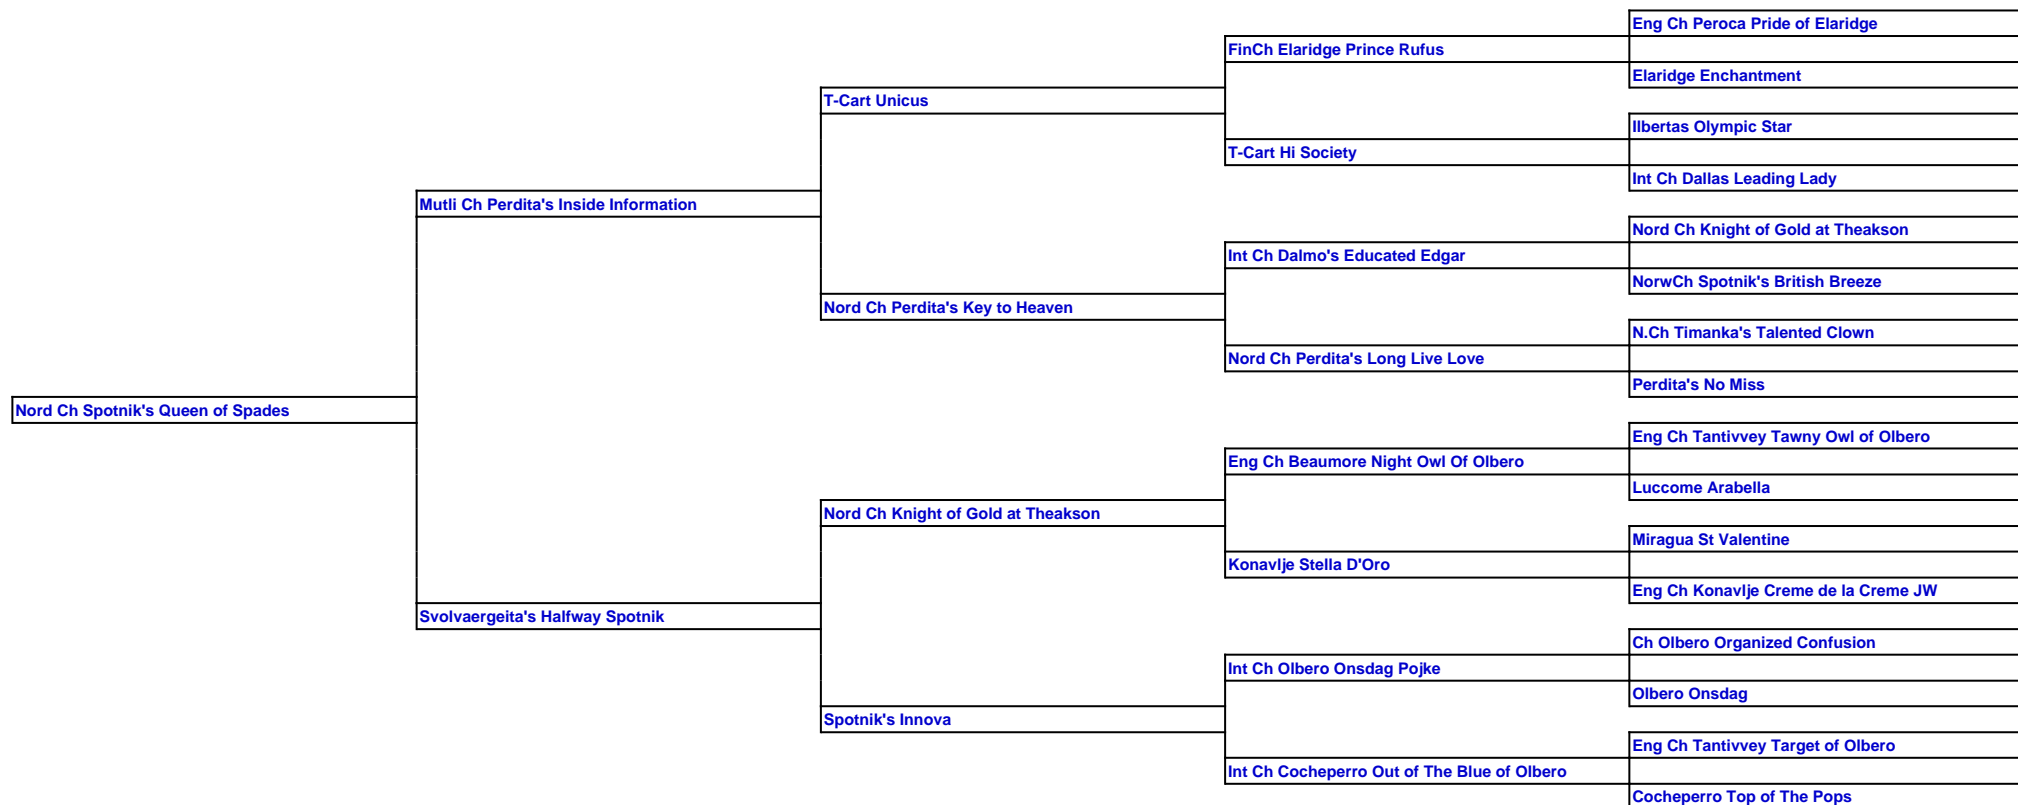 Eng Ch Peroca Pride of Elaridge
FinCh Elaridge Prince Rufus
Elaridge Enchantment
T-Cart Unicus
Ilbertas Olympic Star
T-Cart Hi Society
Int Ch Dallas Leading Lady
Mutli Ch Perdita's Inside Information
Nord Ch Knight of Gold at Theakson
Int Ch Dalmo's Educated Edgar
NorwCh Spotnik's British Breeze
Nord Ch Perdita's Key to Heaven
N.Ch Timanka's Talented Clown
Nord Ch Perdita's Long Live Love
Perdita's No Miss
Nord Ch Spotnik's Queen of Spades
Eng Ch Tantivvey Tawny Owl of Olbero
Eng Ch Beaumore Night Owl Of Olbero
Luccome Arabella
Nord Ch Knight of Gold at Theakson
Miragua St Valentine
Konavlje Stella D'Oro
Eng Ch Konavlje Creme de la Creme JW
Svolvaergeita's Halfway Spotnik
Ch Olbero Organized Confusion
Int Ch Olbero Onsdag Pojke
Olbero Onsdag
Spotnik's Innova
Eng Ch Tantivvey Target of Olbero
Int Ch Cocheperro Out of The Blue of Olbero
Cocheperro Top of The Pops